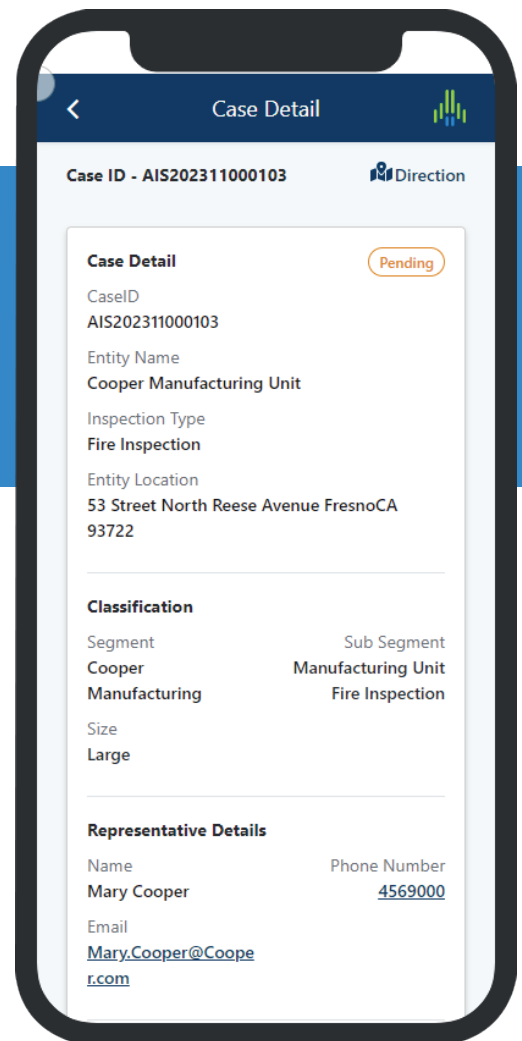 Case Detail
Case ID - AIS202311000103 Direction
Case Detail Pending
CaseID
AIS202311000103
Entity Name
Cooper Manufacturing Unit
Inspection Type
Fire Inspection
Entity Location
53 Street North Reese Avenue FresnoCA
93722
Classification
Segment Sub Segment
Cooper Manufacturing Unit
Manufacturing Fire Inspection
Size
Large
Representative Details
Name Phone Number
Mary Cooper 4569000
Email
Mary.Cooper@Coope
r.com